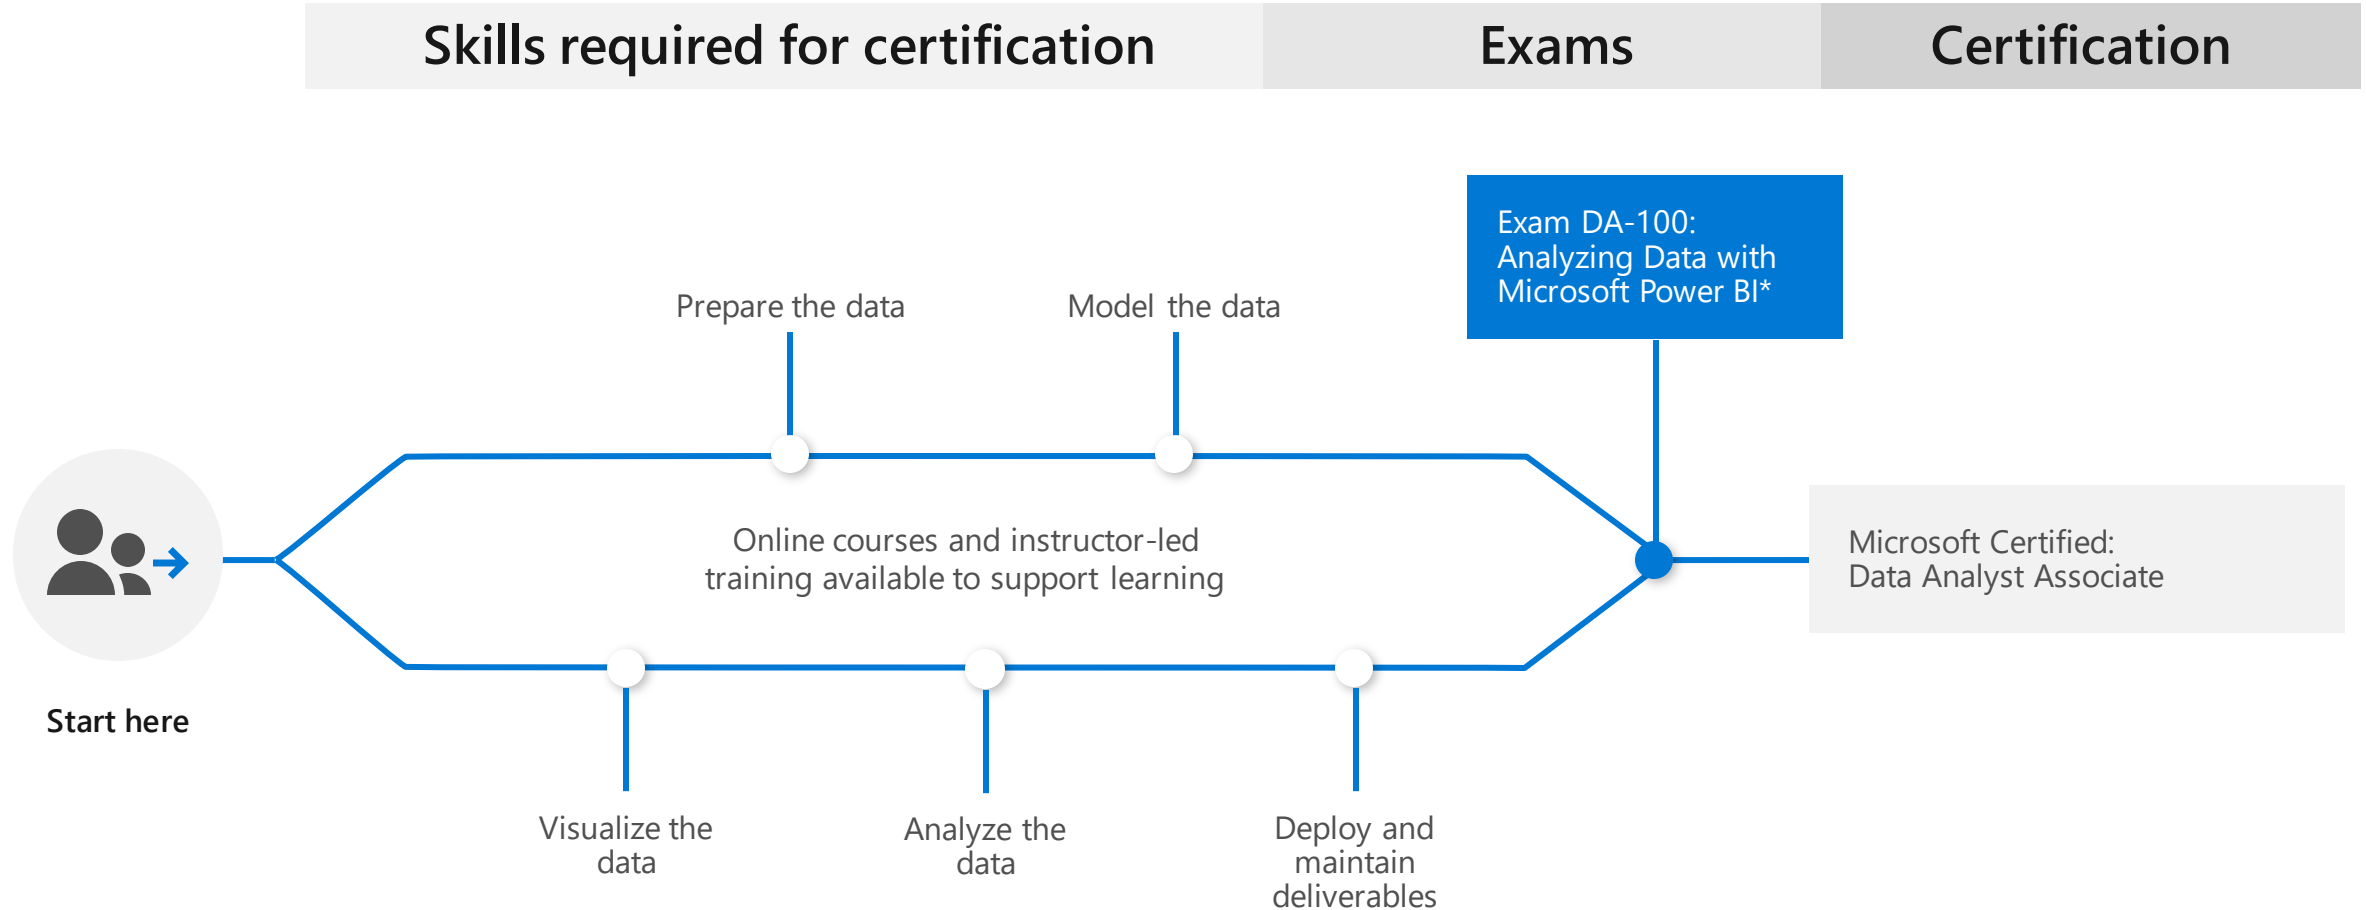 Skills required for certification
Exams
Certification
Exam DA-100:
Analyzing Data with
Microsoft Power BI*
Prepare the data
Model the data
Online courses and instructor-led
training available to support learning
Microsoft Certified:
Data Analyst Associate
Start here
Visualize the
data
Analyze the
data
Deploy and
maintain
deliverables